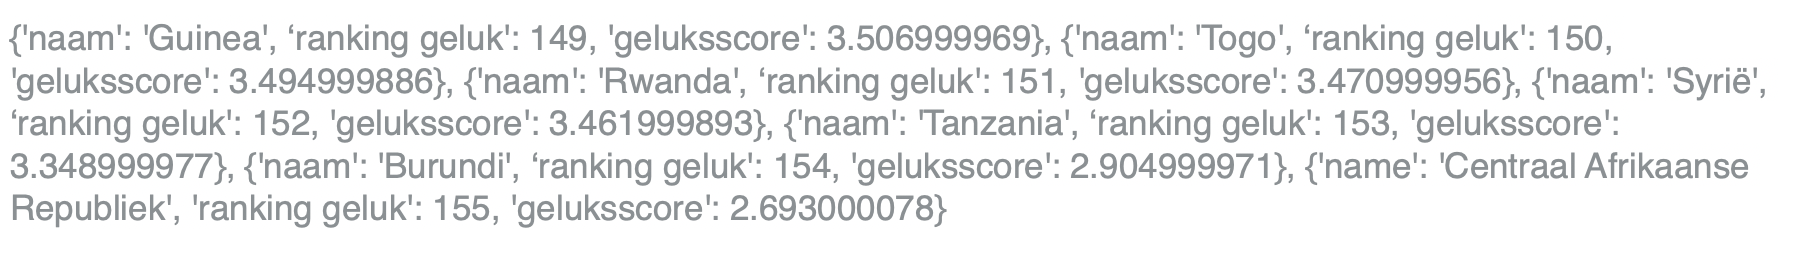 {'naam': 'Guinea', ‘ranking geluk': 149, 'geluksscore': 3.506999969}, {'naam': 'Togo', ‘ranking geluk': 150,
'geluksscore': 3.494999886}, {'naam': 'Rwanda', ‘ranking geluk': 151, 'geluksscore': 3.470999956}, {'naam': 'Syrië',
‘ranking geluk': 152, 'geluksscore': 3.461999893}, {'naam': 'Tanzania', ‘ranking geluk': 153, 'geluksscore':
3.348999977}, {'naam': 'Burundi', ‘ranking geluk': 154, 'geluksscore': 2.904999971}, {'name': 'Centraal Afrikaanse
Republiek', 'ranking geluk': 155, 'geluksscore': 2.693000078}